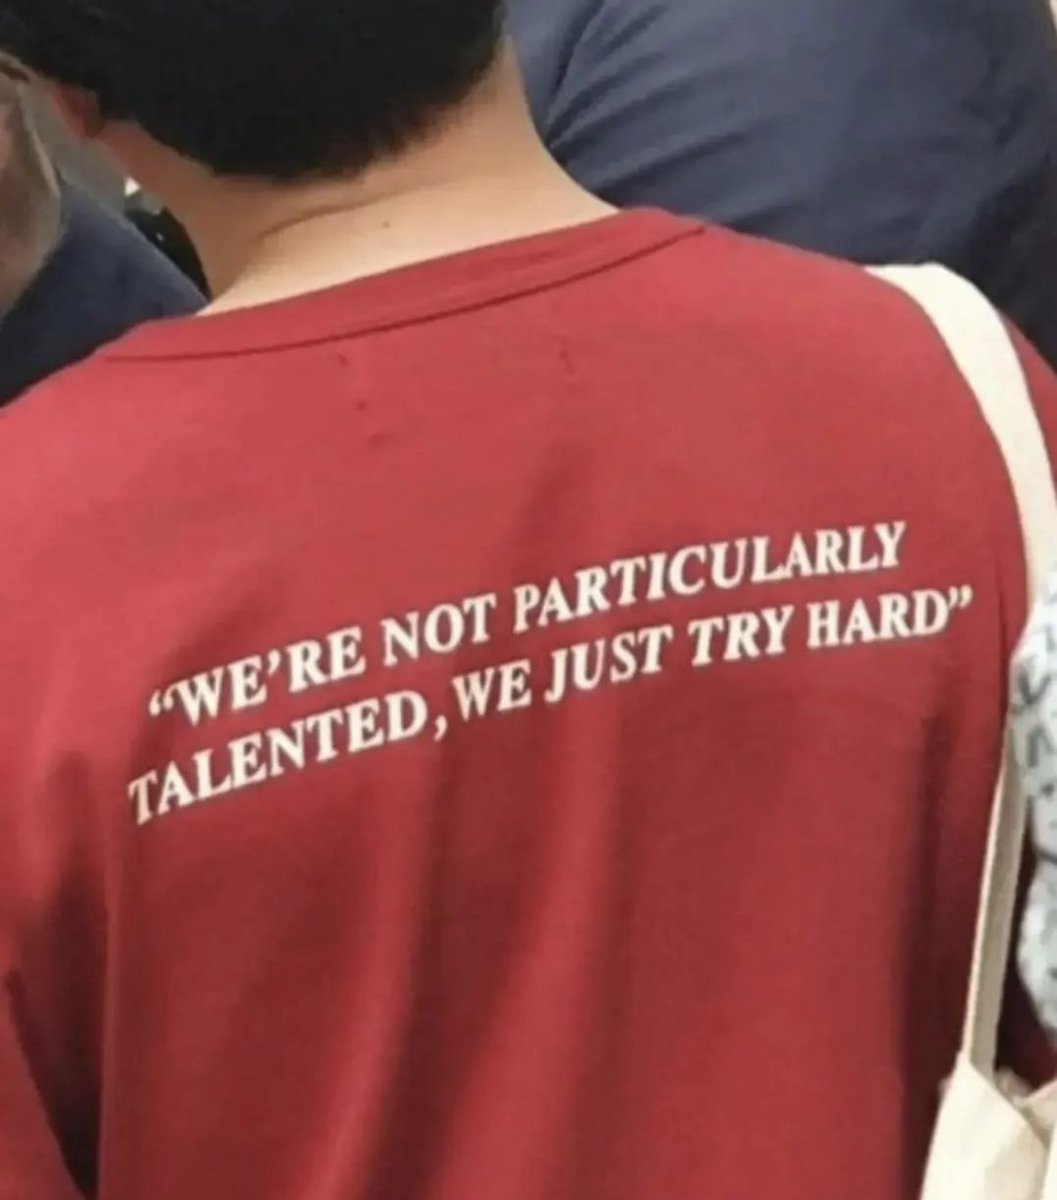 “WE’RE NOT PARTICULARLY
TALENTED, WE JUST TRY HARD”